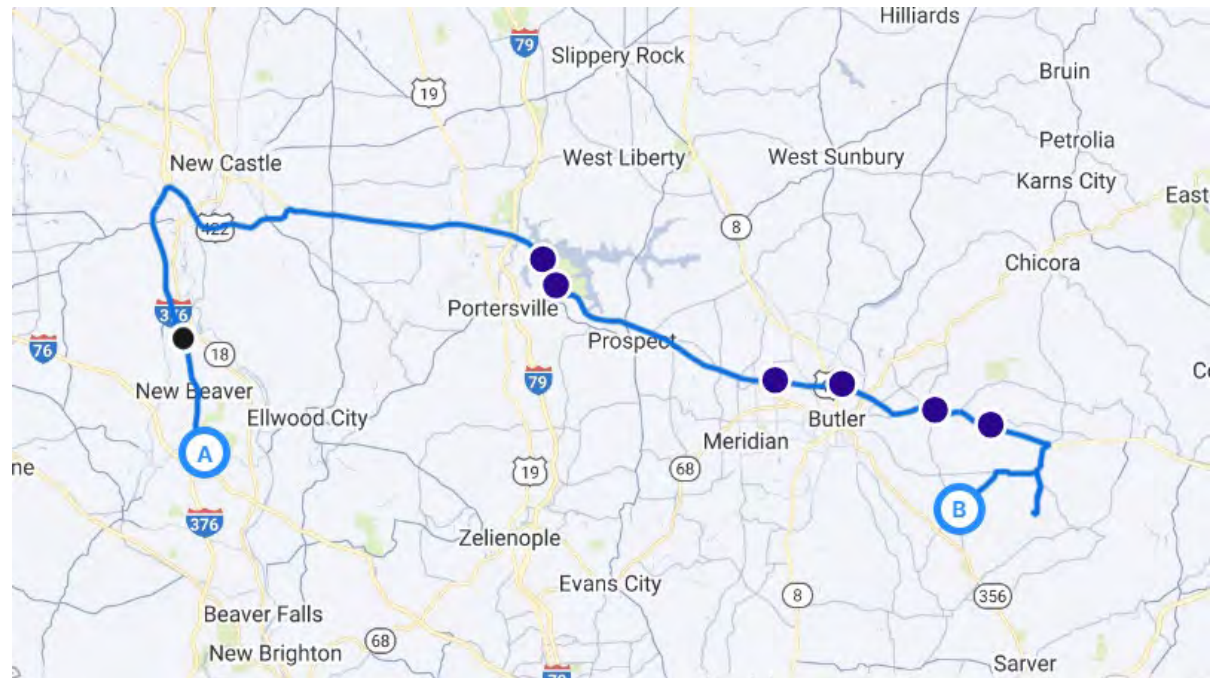 Hilliards
79
Slippery Rock
Bruin
19
Petrolia
New Castle
West Liberty
West Sunbury
Karns City
East
422
8
Chicora
376
Portersville
76
18
Prospect
Co
New Beaver
79
Ellwood City
Butler
Meridian
A
19
68
ne
B
376
Zelienople
Evans City
8
356
Beaver Falls
68
New Brighton
Sarver
79